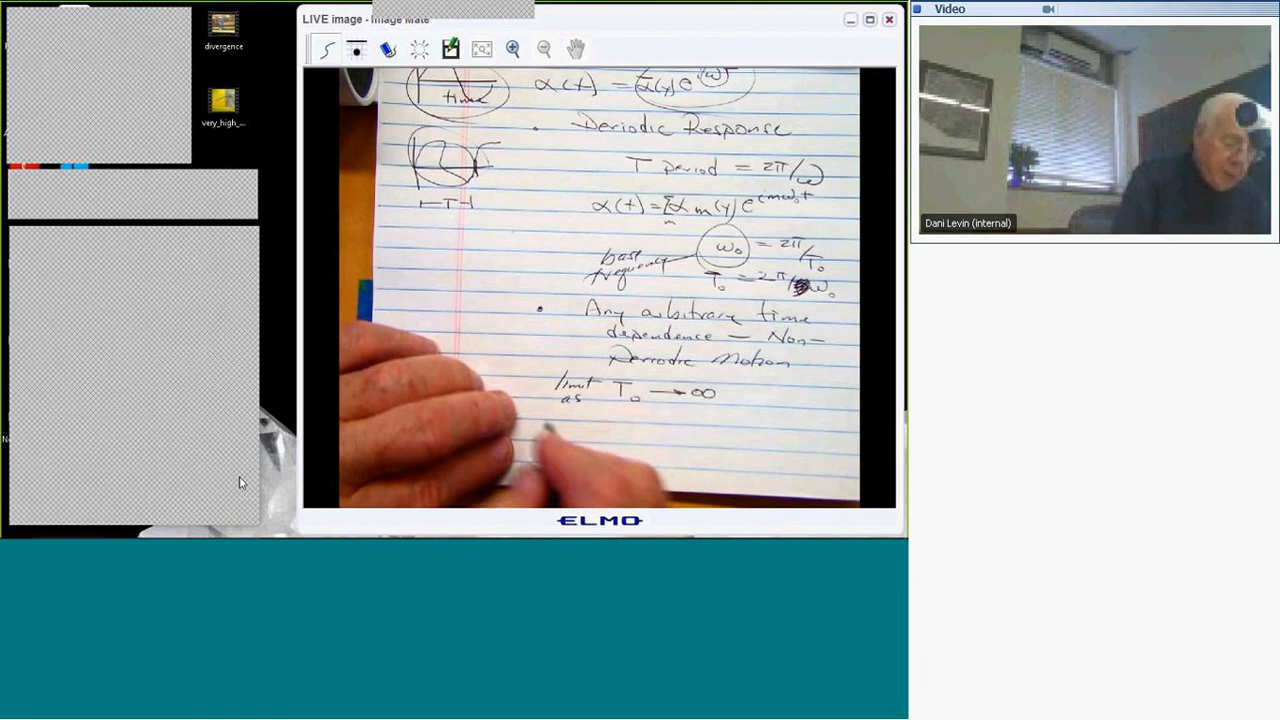 LIVE image - Image Mate
Video
divergence
very_high_...
time
α(t) = ᾱ(y) e^{iωt}
• Periodic Response
T period = 2π/ω
α(t) = Σ α_m(y) e^{imω₀t}
m
⊢T⊣
ω₀ = 2π/T₀
base
frequency
T₀ = 2π/ω₀
• Any arbitrary time
dependence — Non-
Periodic Motion
limit
as T₀ → ∞
ELMO
Dani Levin (internal)